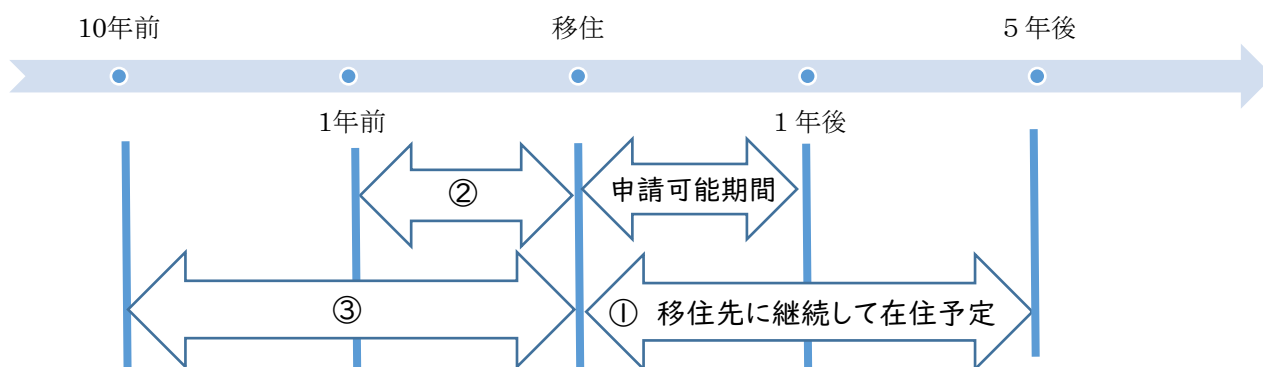 10年前 移住 5年後
1年前 1年後
② 申請可能期間
③ ① 移住先に継続して在住予定